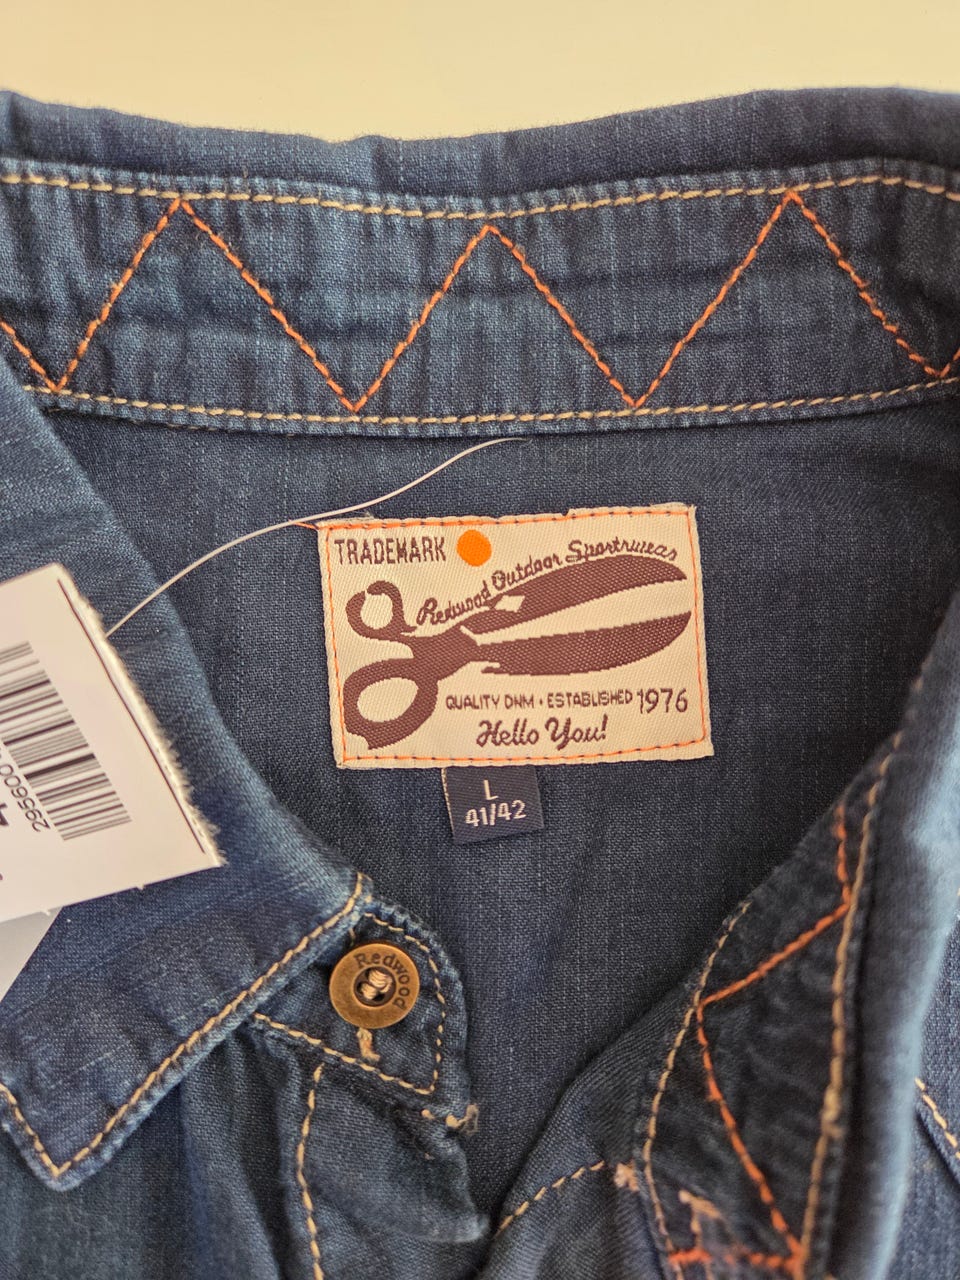 TRADEMARK
Redwood Outdoor Sportswear
QUALITY DNM • ESTABLISHED 1976
Hello You!
L
41/42
Redwood